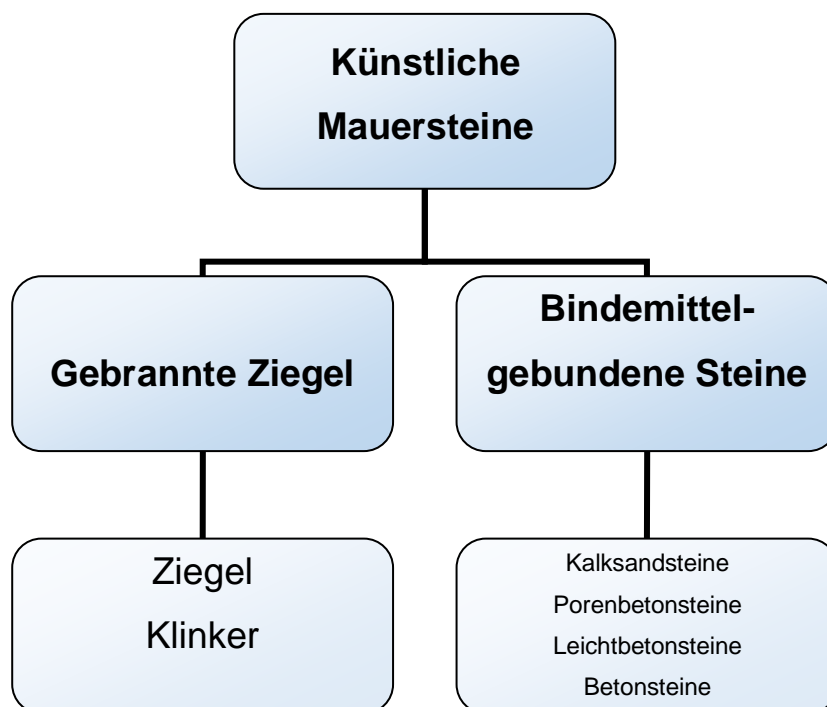 Künstliche
Mauersteine
Gebrannte Ziegel
Bindemittel-
gebundene Steine
Ziegel
Klinker
Kalksandsteine
Porenbetonsteine
Leichtbetonsteine
Betonsteine